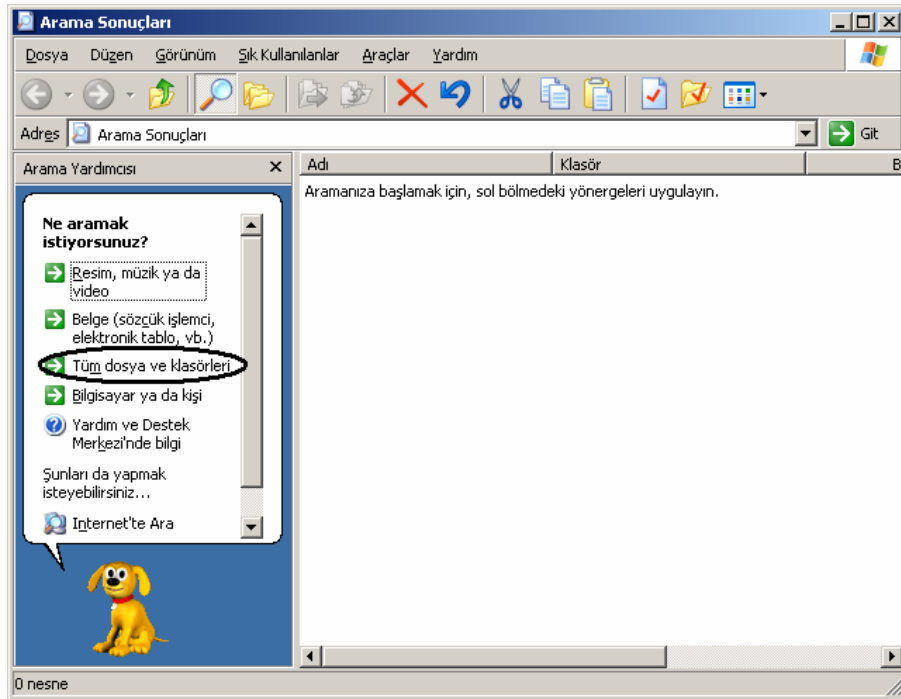 Arama Sonuçları
Dosya Düzen Görünüm Sık Kullanılanlar Araçlar Yardım
Adres Arama Sonuçları Git
Arama Yardımcısı
Adı Klasör B
Aramanıza başlamak için, sol bölmedeki yönergeleri uygulayın.
Ne aramak
istiyorsunuz?
Resim, müzik ya da
video
Belge (sözcük işlemci,
elektronik tablo, vb.)
Tüm dosya ve klasörleri
Bilgisayar ya da kişi
Yardım ve Destek
Merkezi'nde bilgi
Şunları da yapmak
isteyebilirsiniz...
Internet'te Ara
0 nesne